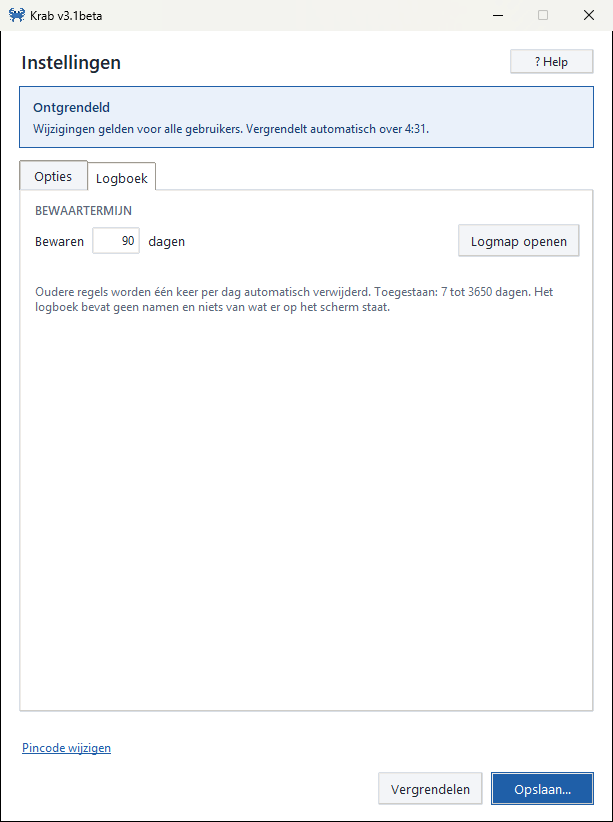 Krab v3.1beta
Instellingen
? Help
Ontgrendeld
Wijzigingen gelden voor alle gebruikers. Vergrendelt automatisch over 4:31.
Opties
Logboek
BEWAARTERMIJN
Bewaren 90 dagen
Logmap openen
Oudere regels worden één keer per dag automatisch verwijderd. Toegestaan: 7 tot 3650 dagen. Het
logboek bevat geen namen en niets van wat er op het scherm staat.
Pincode wijzigen
Vergrendelen
Opslaan...